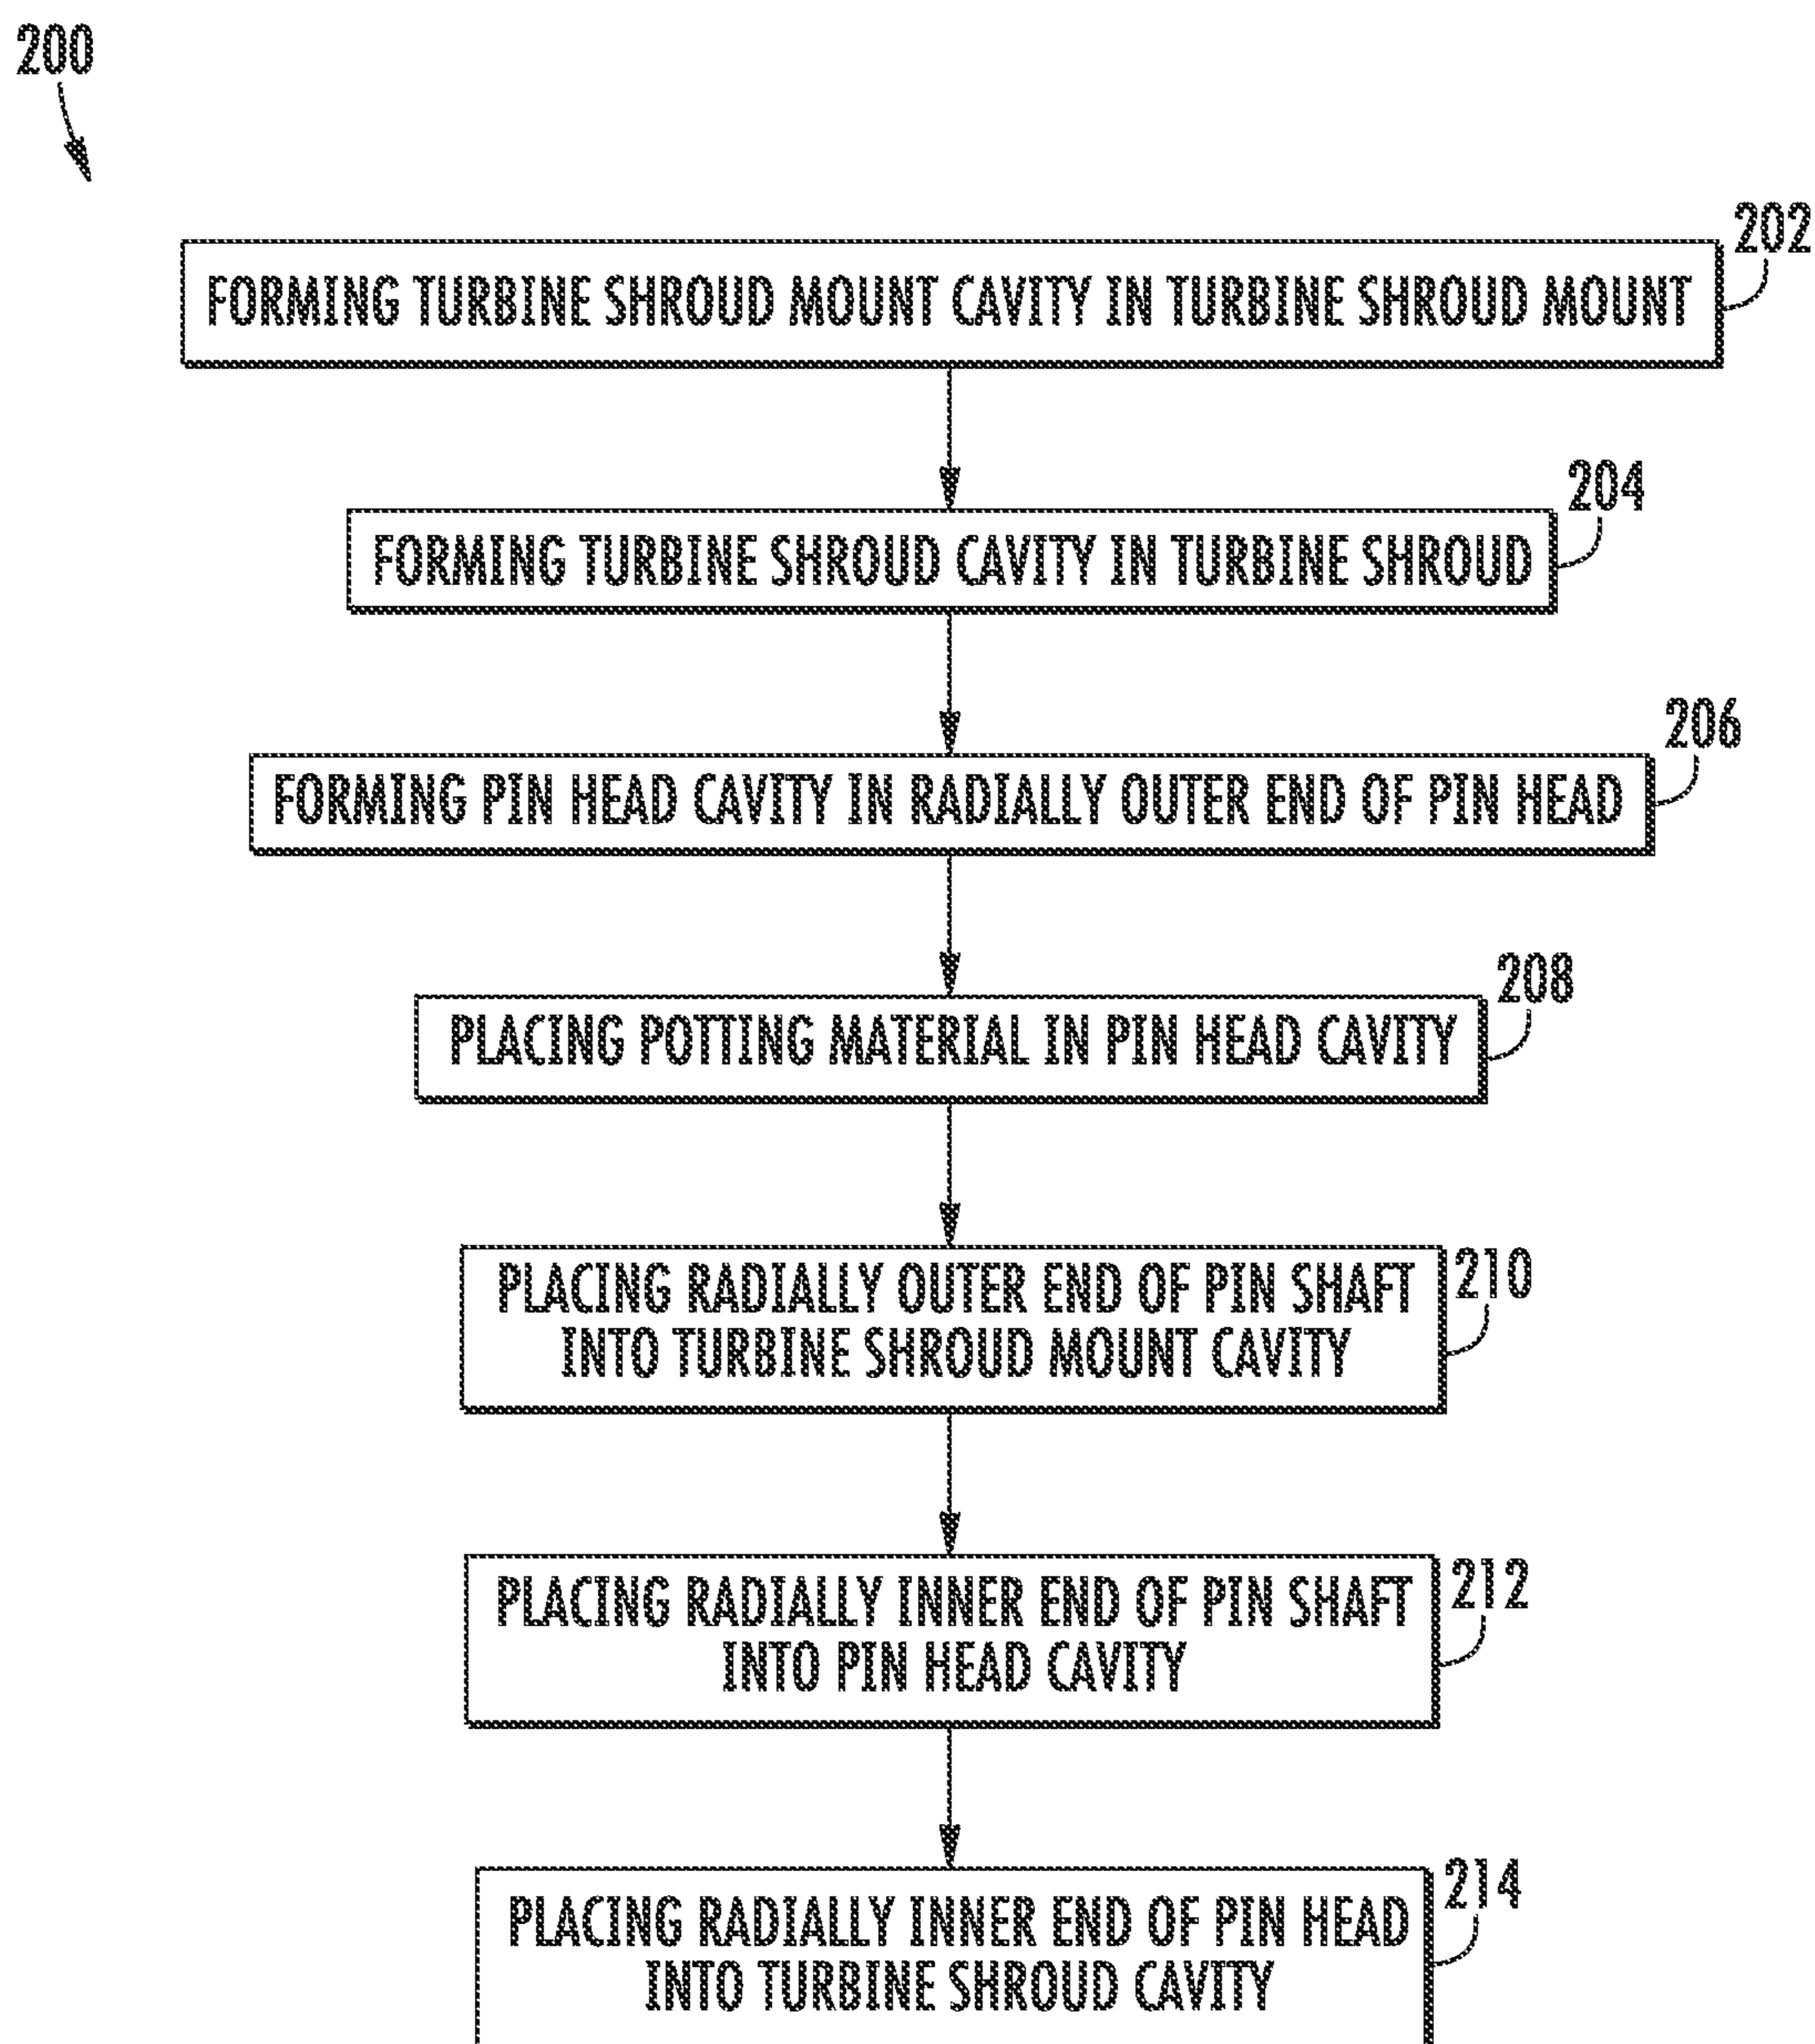 200
202
FORMING TURBINE SHROUD MOUNT CAVITY IN TURBINE SHROUD MOUNT
204
FORMING TURBINE SHROUD CAVITY IN TURBINE SHROUD
206
FORMING PIN HEAD CAVITY IN RADIALLY OUTER END OF PIN HEAD
208
PLACING POTTING MATERIAL IN PIN HEAD CAVITY
210
PLACING RADIALLY OUTER END OF PIN SHAFT
INTO TURBINE SHROUD MOUNT CAVITY
212
PLACING RADIALLY INNER END OF PIN SHAFT
INTO PIN HEAD CAVITY
214
PLACING RADIALLY INNER END OF PIN HEAD
INTO TURBINE SHROUD CAVITY